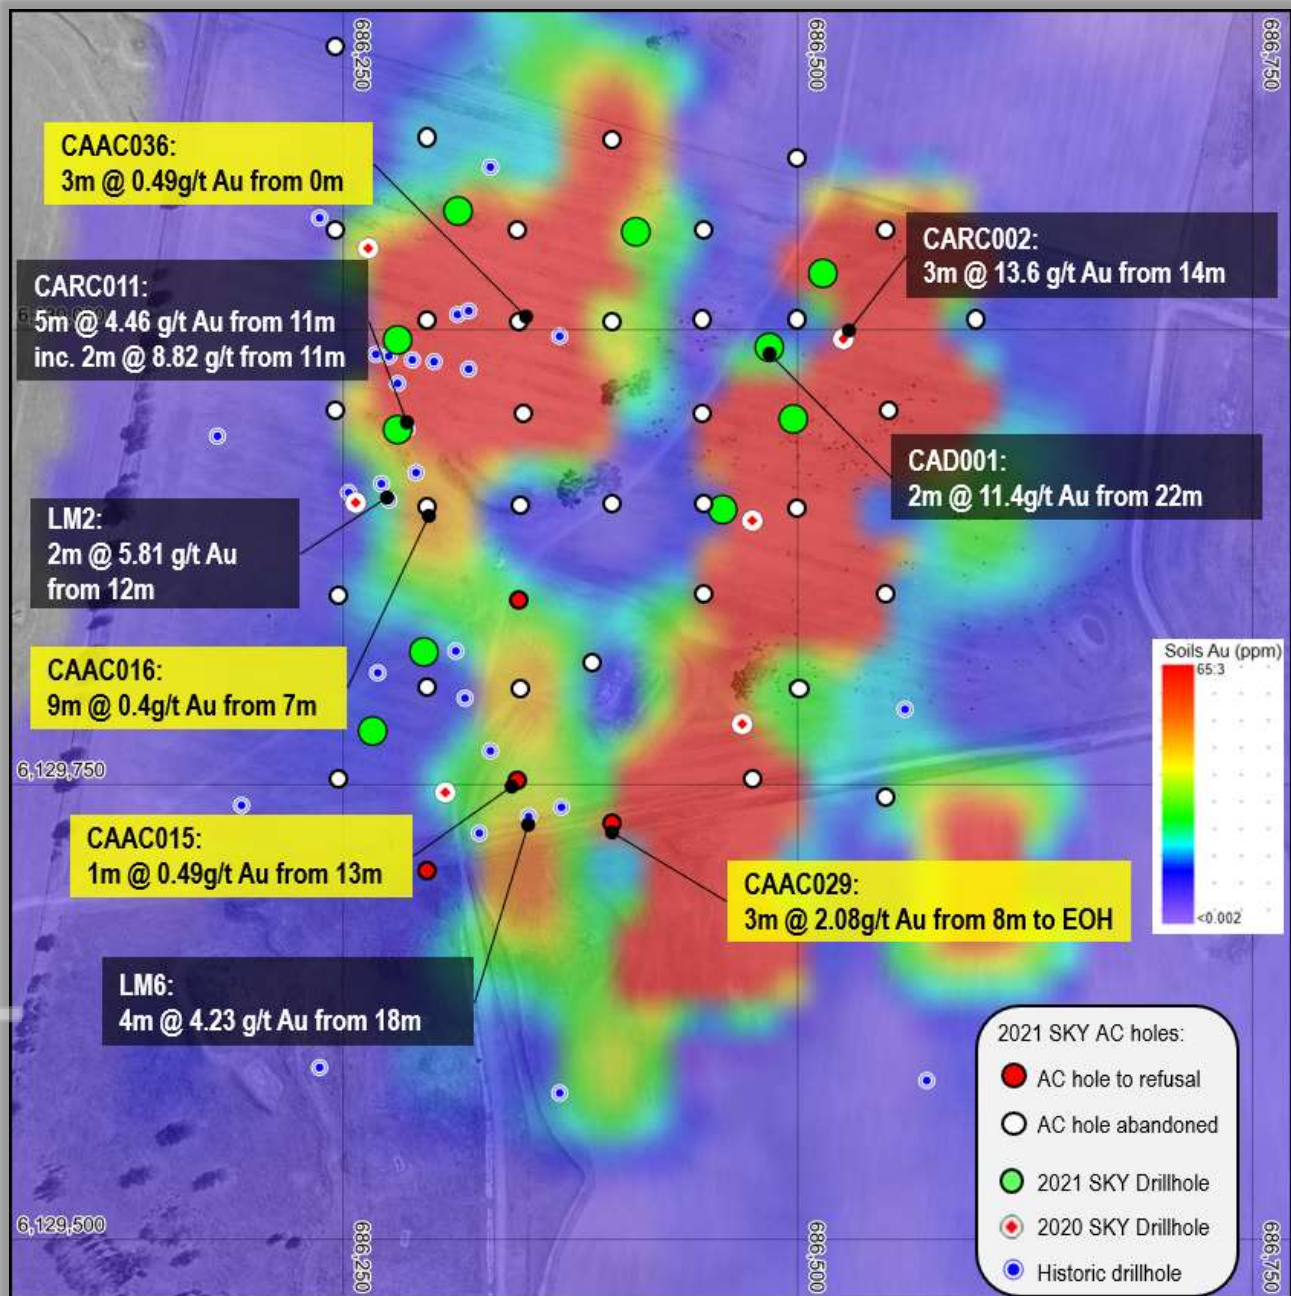 686,250
686,500
686,750
CAAC036:
3m @ 0.49g/t Au from 0m
CARC002:
3m @ 13.6 g/t Au from 14m
CARC011:
5m @ 4.46 g/t Au from 11m
inc. 2m @ 8.82 g/t from 11m
CAD001:
2m @ 11.4g/t Au from 22m
LM2:
2m @ 5.81 g/t Au
from 12m
CAAC016:
9m @ 0.4g/t Au from 7m
Soils Au (ppm)
65.3
<0.002
6,129,750
CAAC015:
1m @ 0.49g/t Au from 13m
CAAC029:
3m @ 2.08g/t Au from 8m to EOH
LM6:
4m @ 4.23 g/t Au from 18m
2021 SKY AC holes:
AC hole to refusal
AC hole abandoned
2021 SKY Drillhole
2020 SKY Drillhole
Historic drillhole
6,129,500
686,250
686,500
686,750